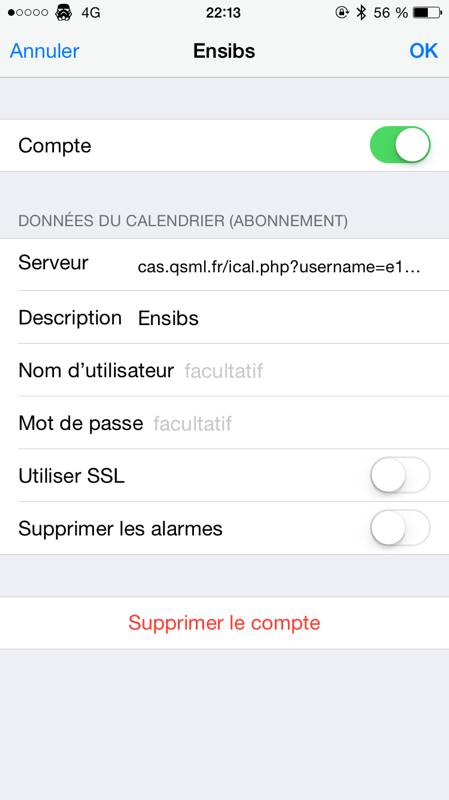 4G 22:13 56 %
Annuler Ensibs OK
Compte
DONNÉES DU CALENDRIER (ABONNEMENT)
Serveur cas.qsml.fr/ical.php?username=e1...
Description Ensibs
Nom d'utilisateur facultatif
Mot de passe facultatif
Utiliser SSL
Supprimer les alarmes
Supprimer le compte